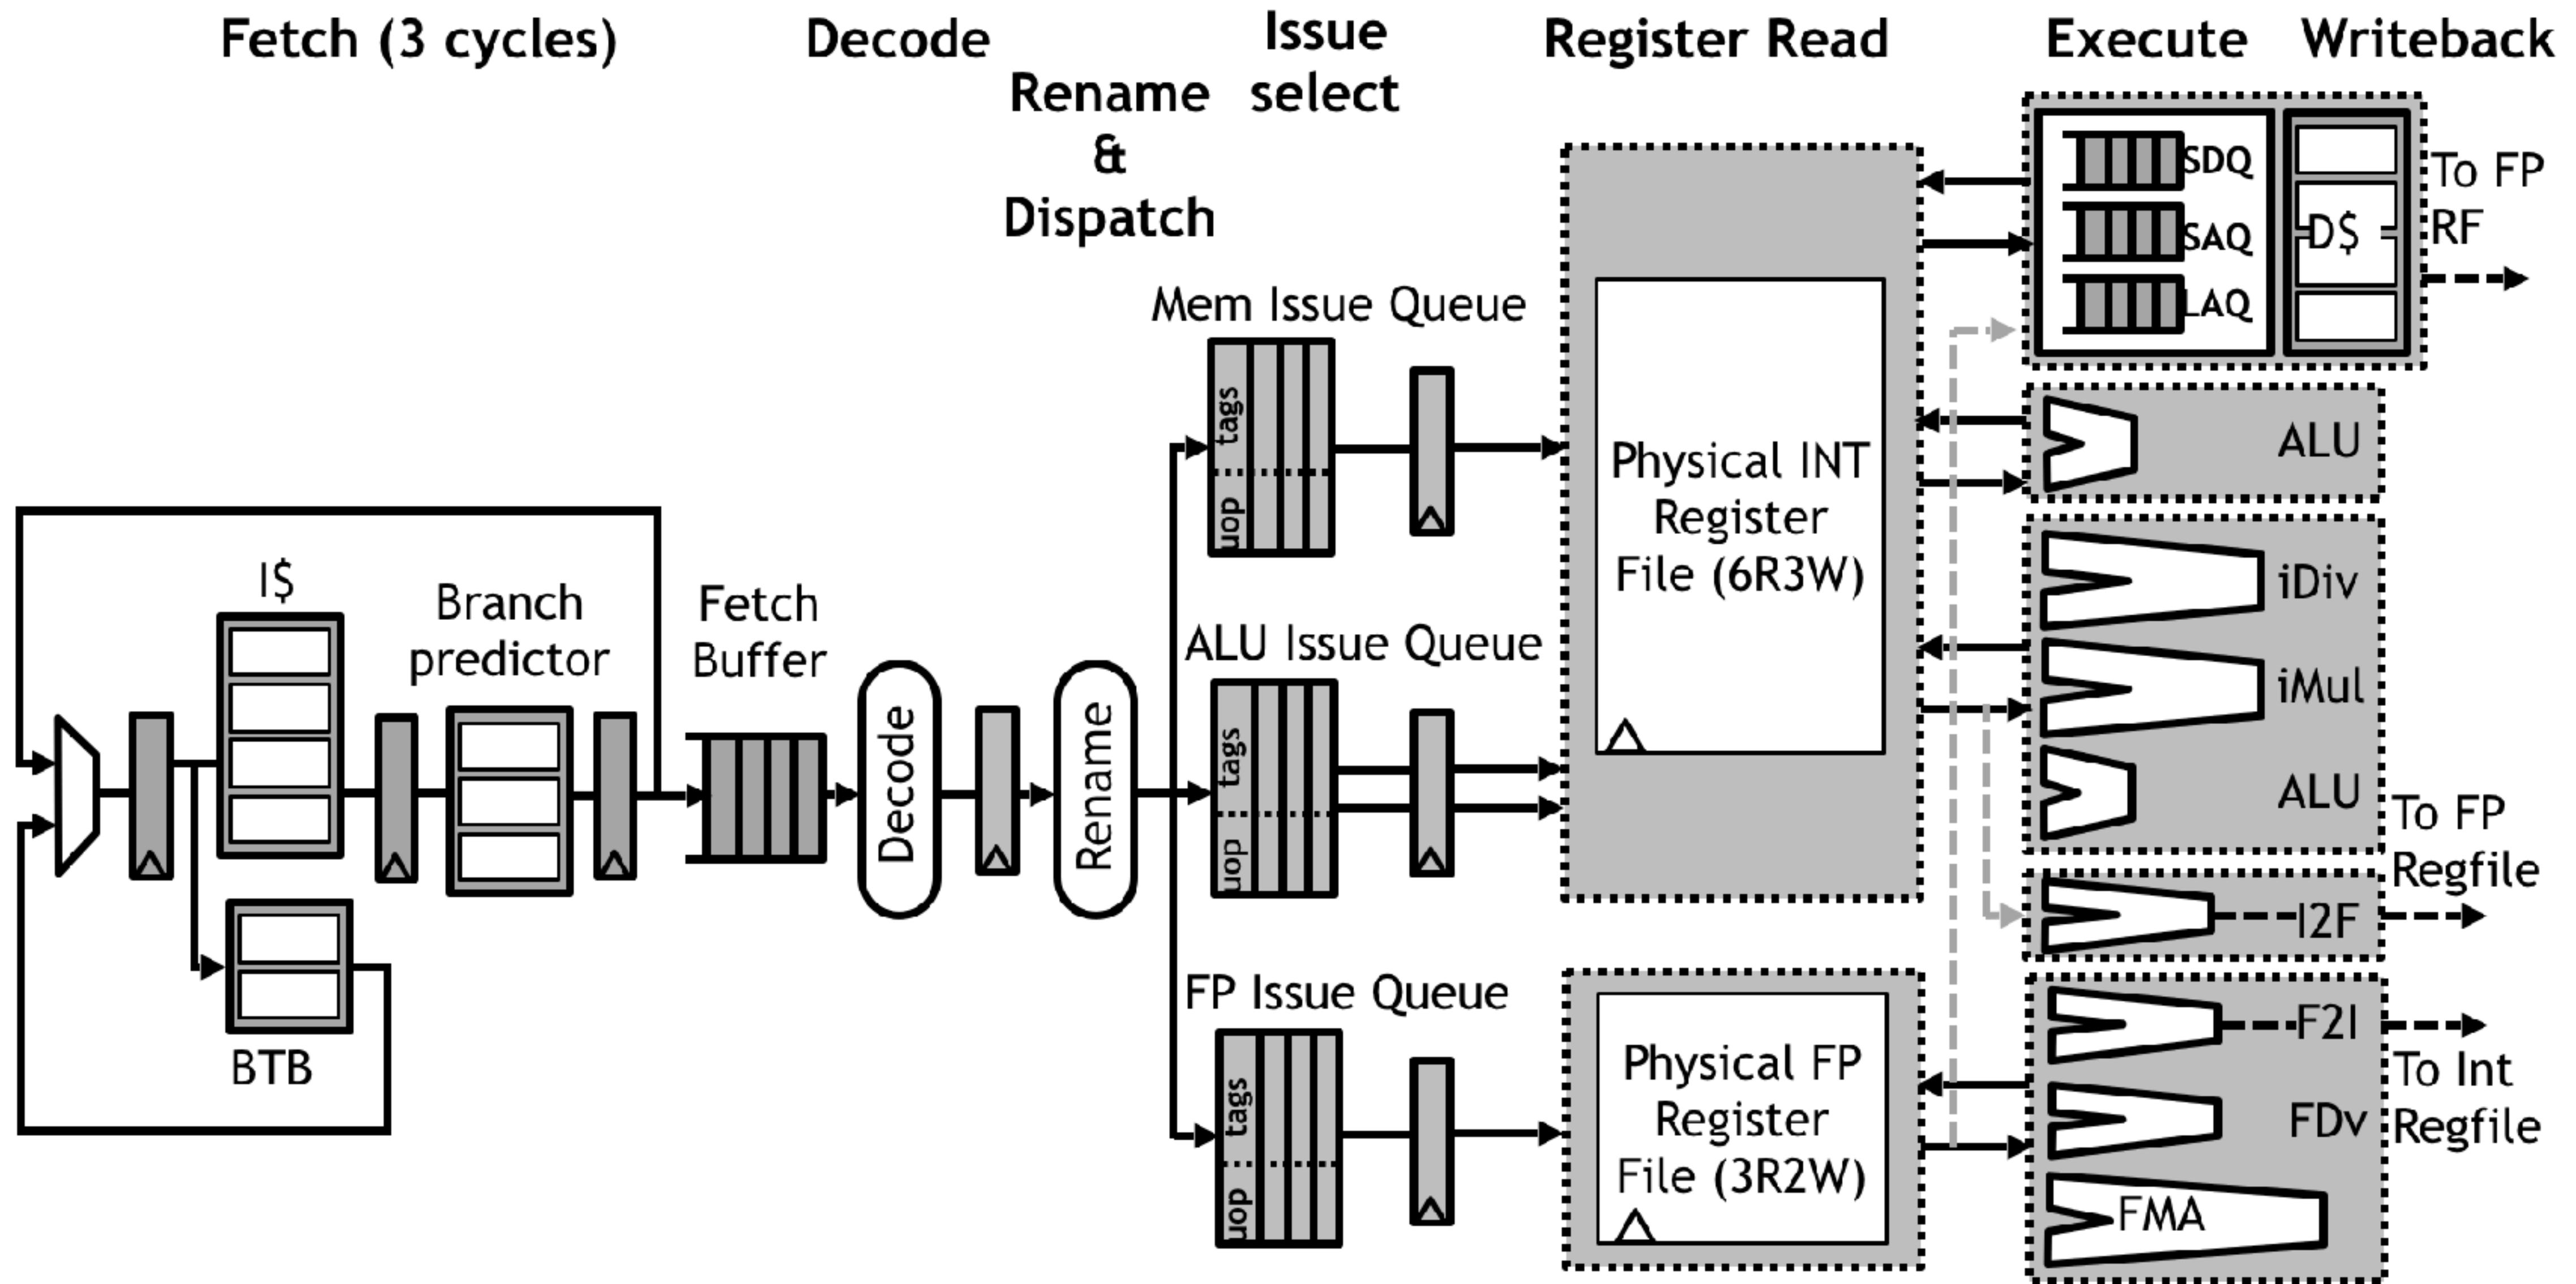 Fetch (3 cycles)
Decode
Rename
&
Dispatch
Issue
select
Register Read
Execute
Writeback
I$
Branch
predictor
BTB
Fetch
Buffer
Decode
Rename
Mem Issue Queue
tags
uop
ALU Issue Queue
tags
uop
FP Issue Queue
tags
uop
Physical INT
Register
File (6R3W)
Physical FP
Register
File (3R2W)
SDQ
SAQ
LAQ
D$
To FP
RF
ALU
iDiv
iMul
ALU
To FP
Regfile
I2F
F2I
To Int
Regfile
FDv
FMA